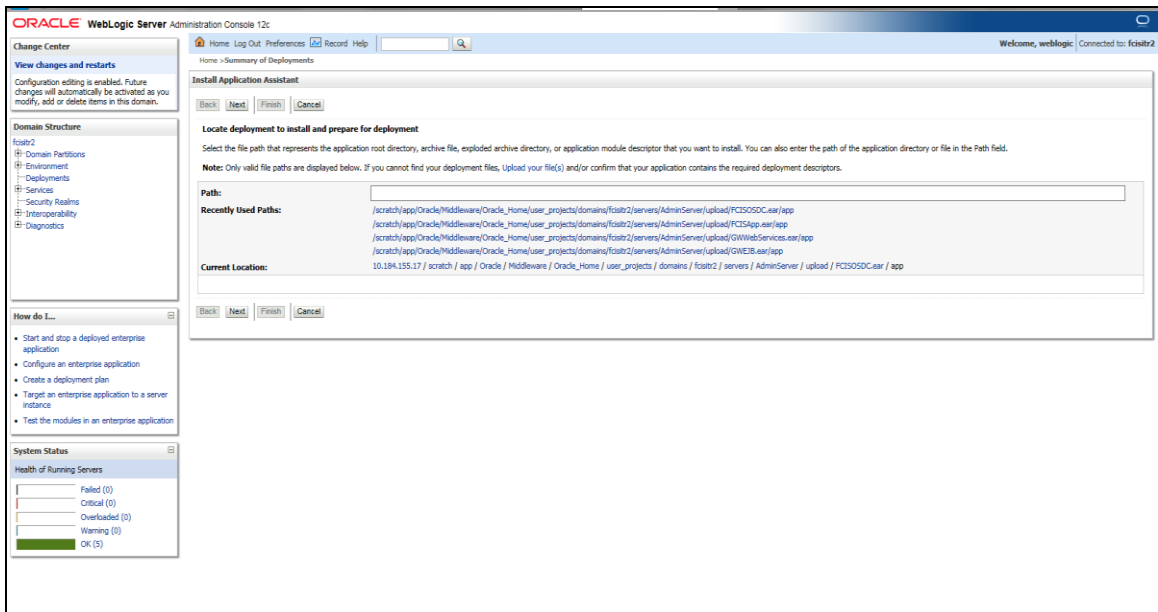 ORACLE WebLogic Server Administration Console 12c
Change Center
View changes and restarts
Configuration editing is enabled. Future
changes will automatically be activated as you
modify, add or delete items in this domain.
Domain Structure
fcisitr2
Domain Partitions
Environment
Deployments
Services
Security Realms
Interoperability
Diagnostics
How do I...
Start and stop a deployed enterprise
application
Configure an enterprise application
Create a deployment plan
Target an enterprise application to a server
instance
Test the modules in an enterprise application
System Status
Health of Running Servers
Failed (0)
Critical (0)
Overloaded (0)
Warning (0)
OK (5)
Home Log Out Preferences Record Help
Welcome, weblogic Connected to: fcisitr2
Home >Summary of Deployments
Install Application Assistant
Back Next Finish Cancel
Locate deployment to install and prepare for deployment
Select the file path that represents the application root directory, archive file, exploded archive directory, or application module descriptor that you want to install. You can also enter the path of the application directory or file in the Path field.
Note: Only valid file paths are displayed below. If you cannot find your deployment files, Upload your file(s) and/or confirm that your application contains the required deployment descriptors.
Path:
Recently Used Paths: /scratch/app/Oracle/Middleware/Oracle_Home/user_projects/domains/fcisitr2/servers/AdminServer/upload/FCISOSDC.ear/app
/scratch/app/Oracle/Middleware/Oracle_Home/user_projects/domains/fcisitr2/servers/AdminServer/upload/FCISApp.ear/app
/scratch/app/Oracle/Middleware/Oracle_Home/user_projects/domains/fcisitr2/servers/AdminServer/upload/GWWebServices.ear/app
/scratch/app/Oracle/Middleware/Oracle_Home/user_projects/domains/fcisitr2/servers/AdminServer/upload/GWEJB.ear/app
Current Location: 10.184.155.17 / scratch / app / Oracle / Middleware / Oracle_Home / user_projects / domains / fcisitr2 / servers / AdminServer / upload / FCISOSDC.ear / app
Back Next Finish Cancel